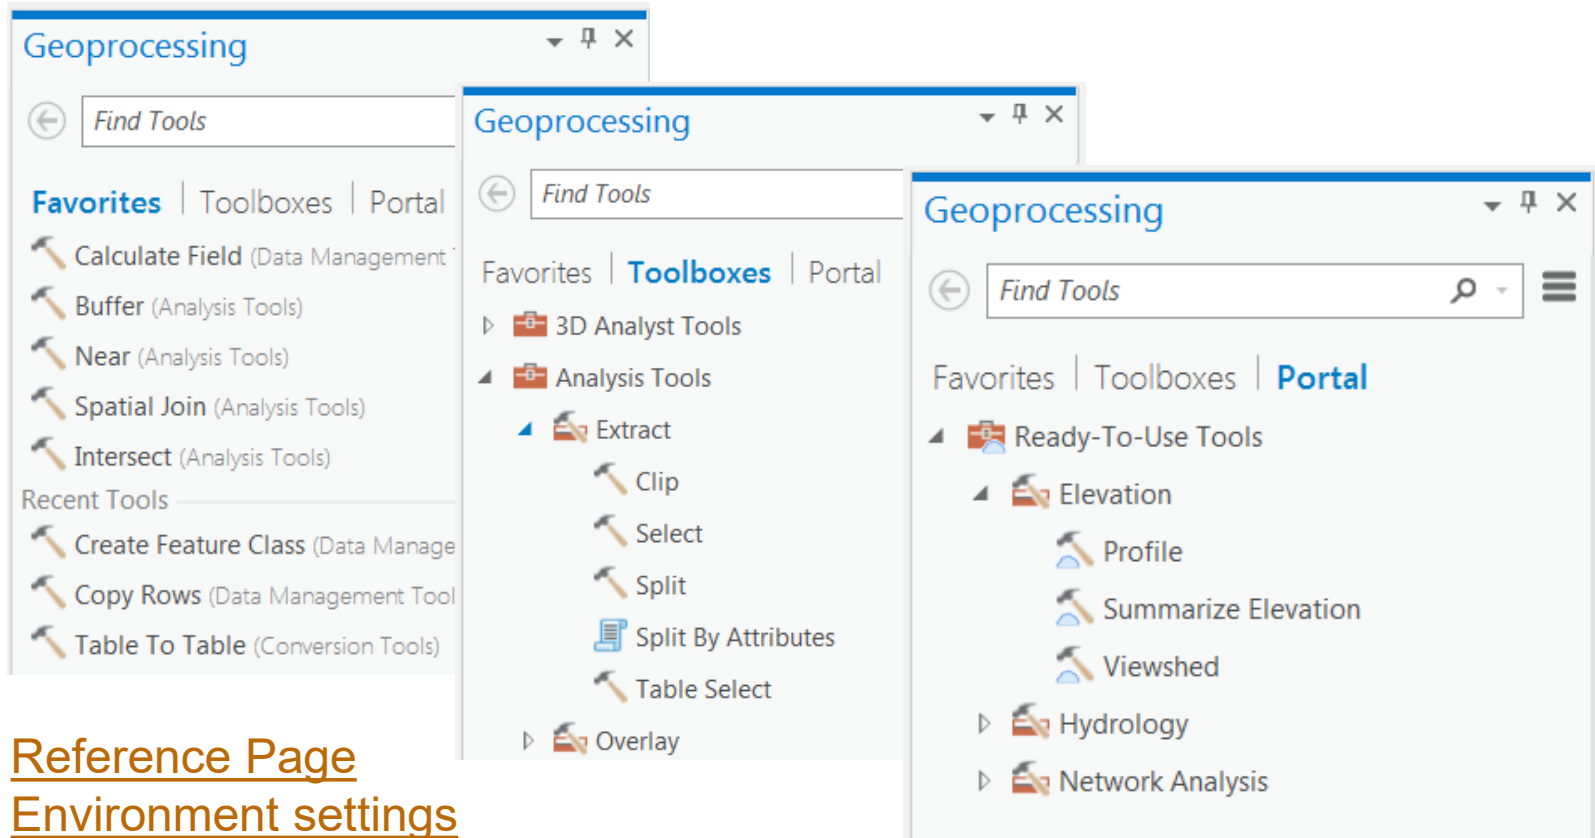 Geoprocessing
Find Tools
Favorites | Toolboxes | Portal
Calculate Field (Data Management
Buffer (Analysis Tools)
Near (Analysis Tools)
Spatial Join (Analysis Tools)
Intersect (Analysis Tools)
Recent Tools
Create Feature Class (Data Manage
Copy Rows (Data Management Tool
Table To Table (Conversion Tools)
Geoprocessing
Find Tools
Favorites | Toolboxes | Portal
3D Analyst Tools
Analysis Tools
Extract
Clip
Select
Split
Split By Attributes
Table Select
Overlay
Geoprocessing
Find Tools
Favorites | Toolboxes | Portal
Ready-To-Use Tools
Elevation
Profile
Summarize Elevation
Viewshed
Hydrology
Network Analysis
Reference Page
Environment settings